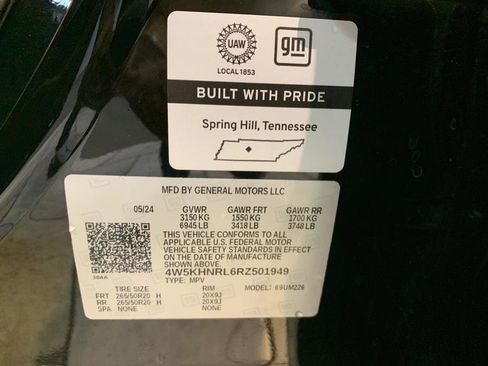 UAW
gm
LOCAL 1853
BUILT WITH PRIDE
Spring Hill, Tennessee
MFD BY GENERAL MOTORS LLC
05/24 GVWR GAWR FRT GAWR RR
3150 KG 1550 KG 1700 KG
6945 LB 3418 LB 3748 LB
THIS VEHICLE CONFORMS TO ALL
APPLICABLE U.S. FEDERAL MOTOR
VEHICLE SAFETY STANDARDS IN EFFECT
ON THE DATE OF MANUFACTURE
SHOWN ABOVE.
4W5KHNRL6RZ501949
TYPE: MPV MODEL: 69UM226
TIRE SIZE RIM
FRT 265/50R20 H 20X9J
RR 265/50R20 H 20X9J
SPA NONE NONE